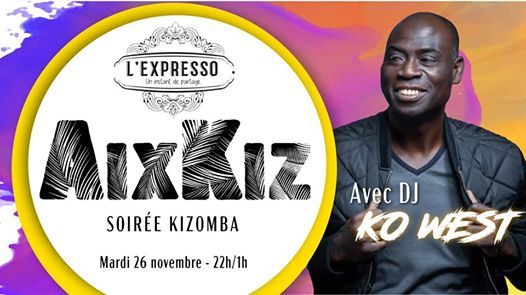 L'EXPRESSO
Un instant de partage
AIXKIZ
SOIRÉE KIZOMBA
Mardi 26 novembre - 22h/1h
Avec DJ
KO WEST